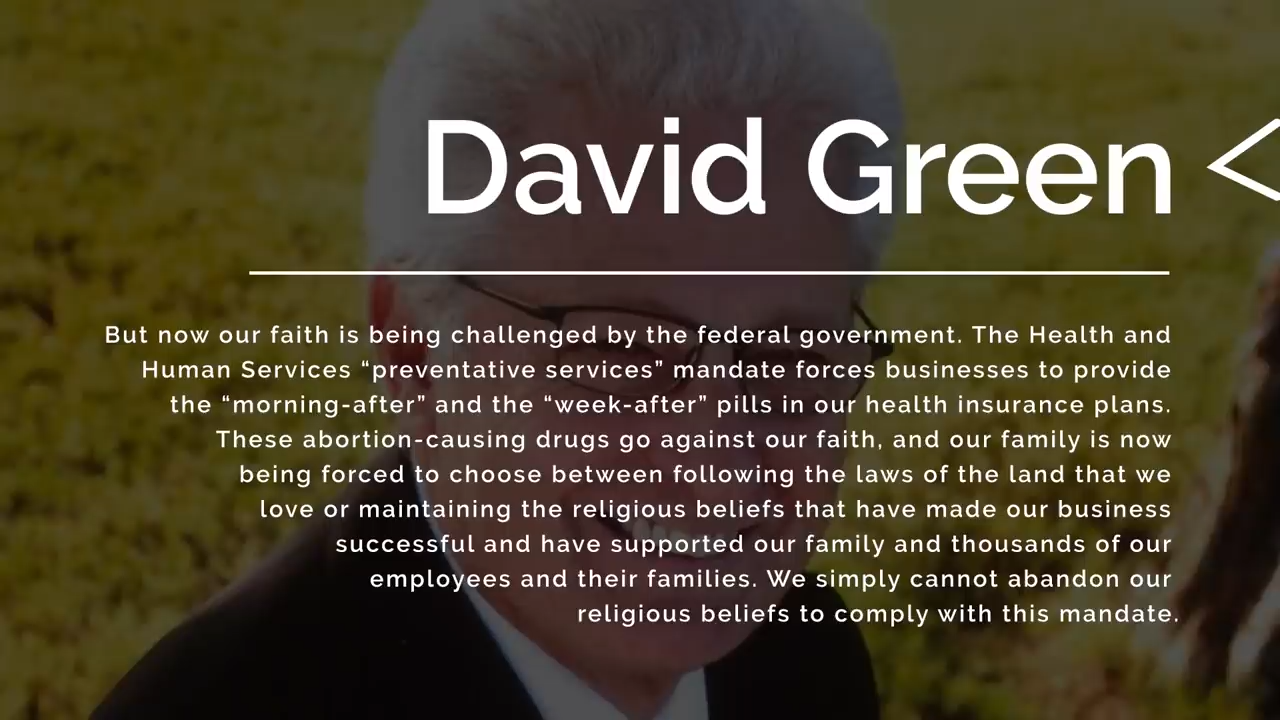 David Green
But now our faith is being challenged by the federal government. The Health and
Human Services “preventative services” mandate forces businesses to provide
the “morning-after” and the “week-after” pills in our health insurance plans.
These abortion-causing drugs go against our faith, and our family is now
being forced to choose between following the laws of the land that we
love or maintaining the religious beliefs that have made our business
successful and have supported our family and thousands of our
employees and their families. We simply cannot abandon our
religious beliefs to comply with this mandate.